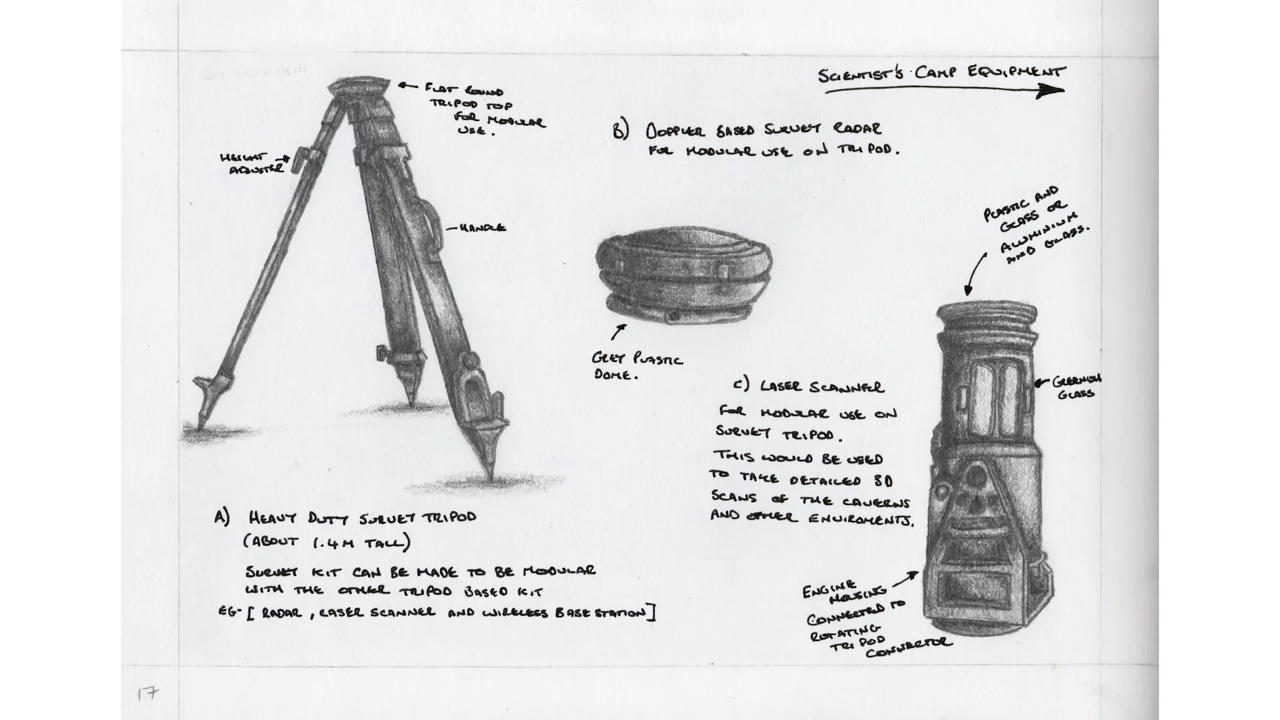 Scientist's Camp Equipment
Flat round
tripod top
for modular
use.
Height
adjuster
Handle
B) Doppler based survey radar
for modular use on tripod.
Plastic and
glass or
aluminium
and glass.
Grey plastic
dome.
C) Laser scanner
for modular use on
survey tripod.
This would be used
to take detailed 3D
scans of the caverns
and other enviroments.
Greenish
glass
A) Heavy duty survey tripod
(about 1.4m tall)
Survey kit can be made to be modular
with the other tripod based kit
eg- [radar, laser scanner and wireless base station]
Engine
housing
connected to
rotating
tripod
connector
17